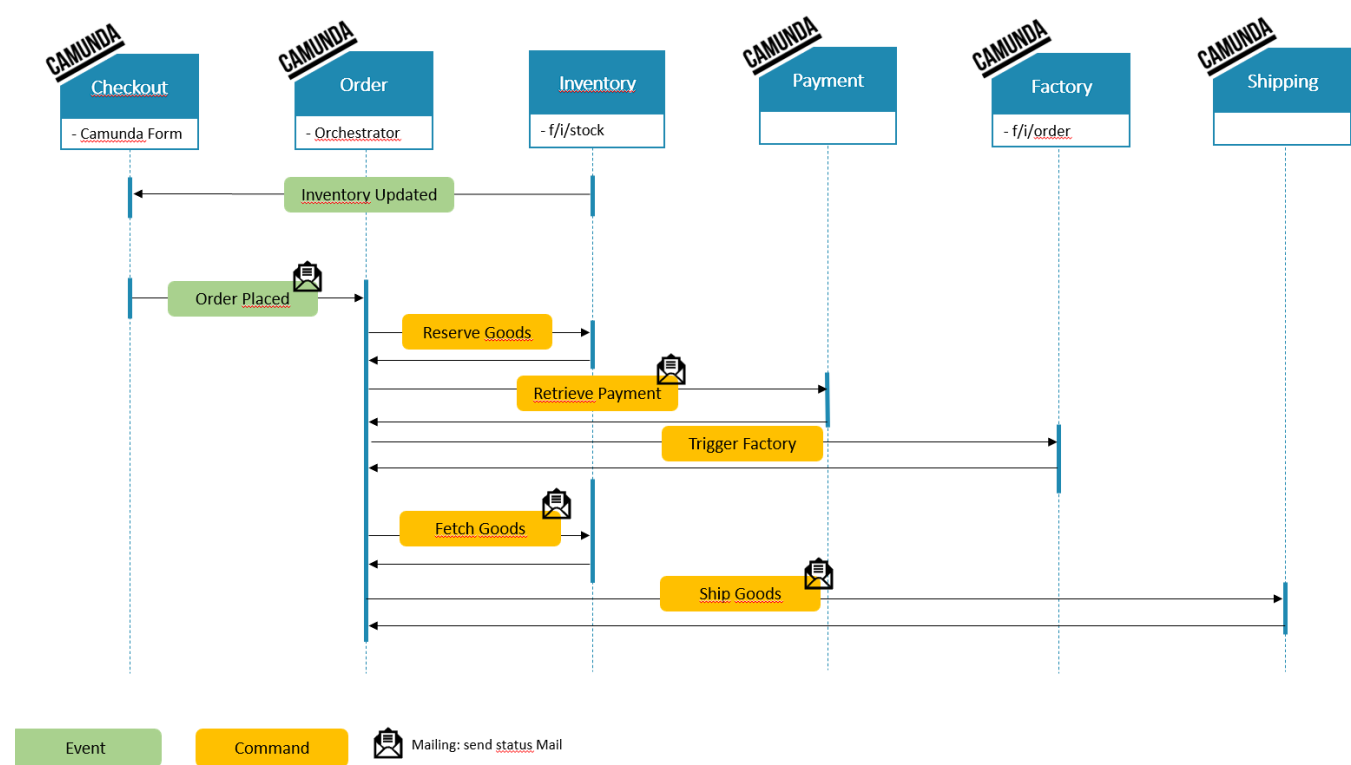 CAMUNDA
CAMUNDA
CAMUNDA
CAMUNDA
CAMUNDA
Checkout
Order
Inventory
Payment
Factory
Shipping
- Camunda Form
- Orchestrator
- f/i/stock
- f/i/order
Inventory Updated
Order Placed
Reserve Goods
Retrieve Payment
Trigger Factory
Fetch Goods
Ship Goods
Event
Command
Mailing: send status Mail